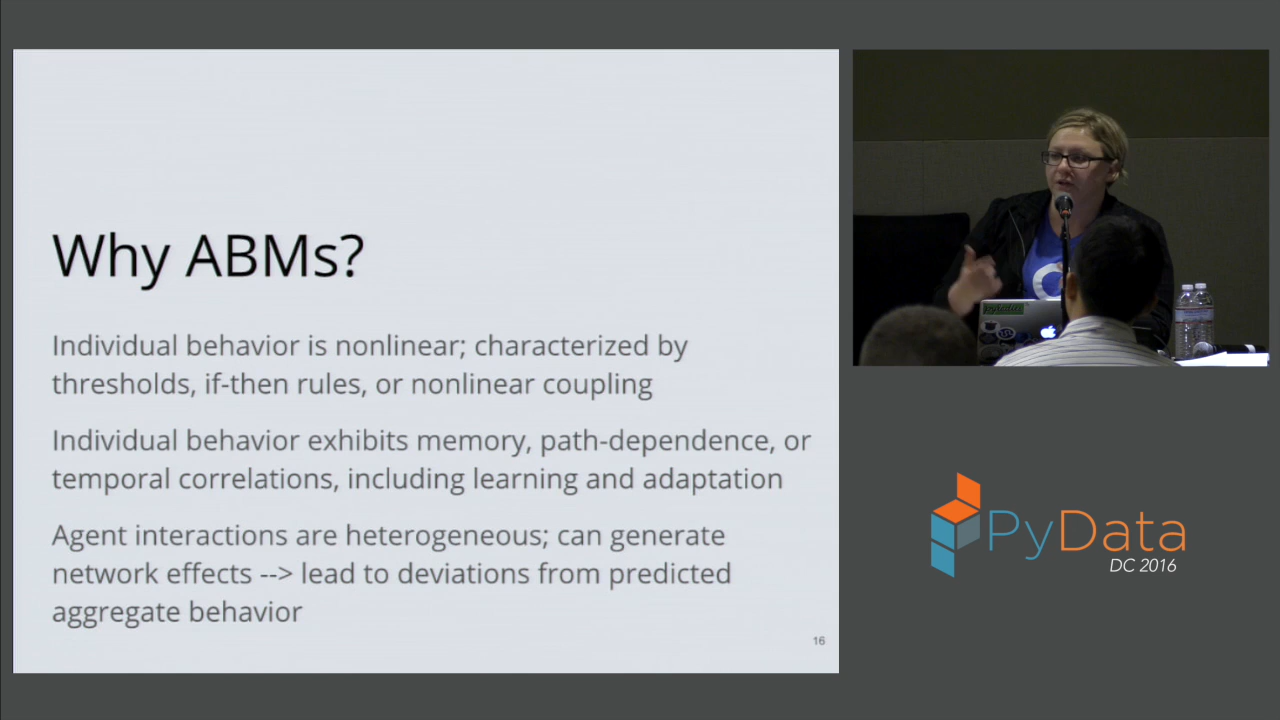 Why ABMs?
Individual behavior is nonlinear; characterized by
thresholds, if-then rules, or nonlinear coupling
Individual behavior exhibits memory, path-dependence, or
temporal correlations, including learning and adaptation
Agent interactions are heterogeneous; can generate
network effects --> lead to deviations from predicted
aggregate behavior
16
PyData
DC 2016